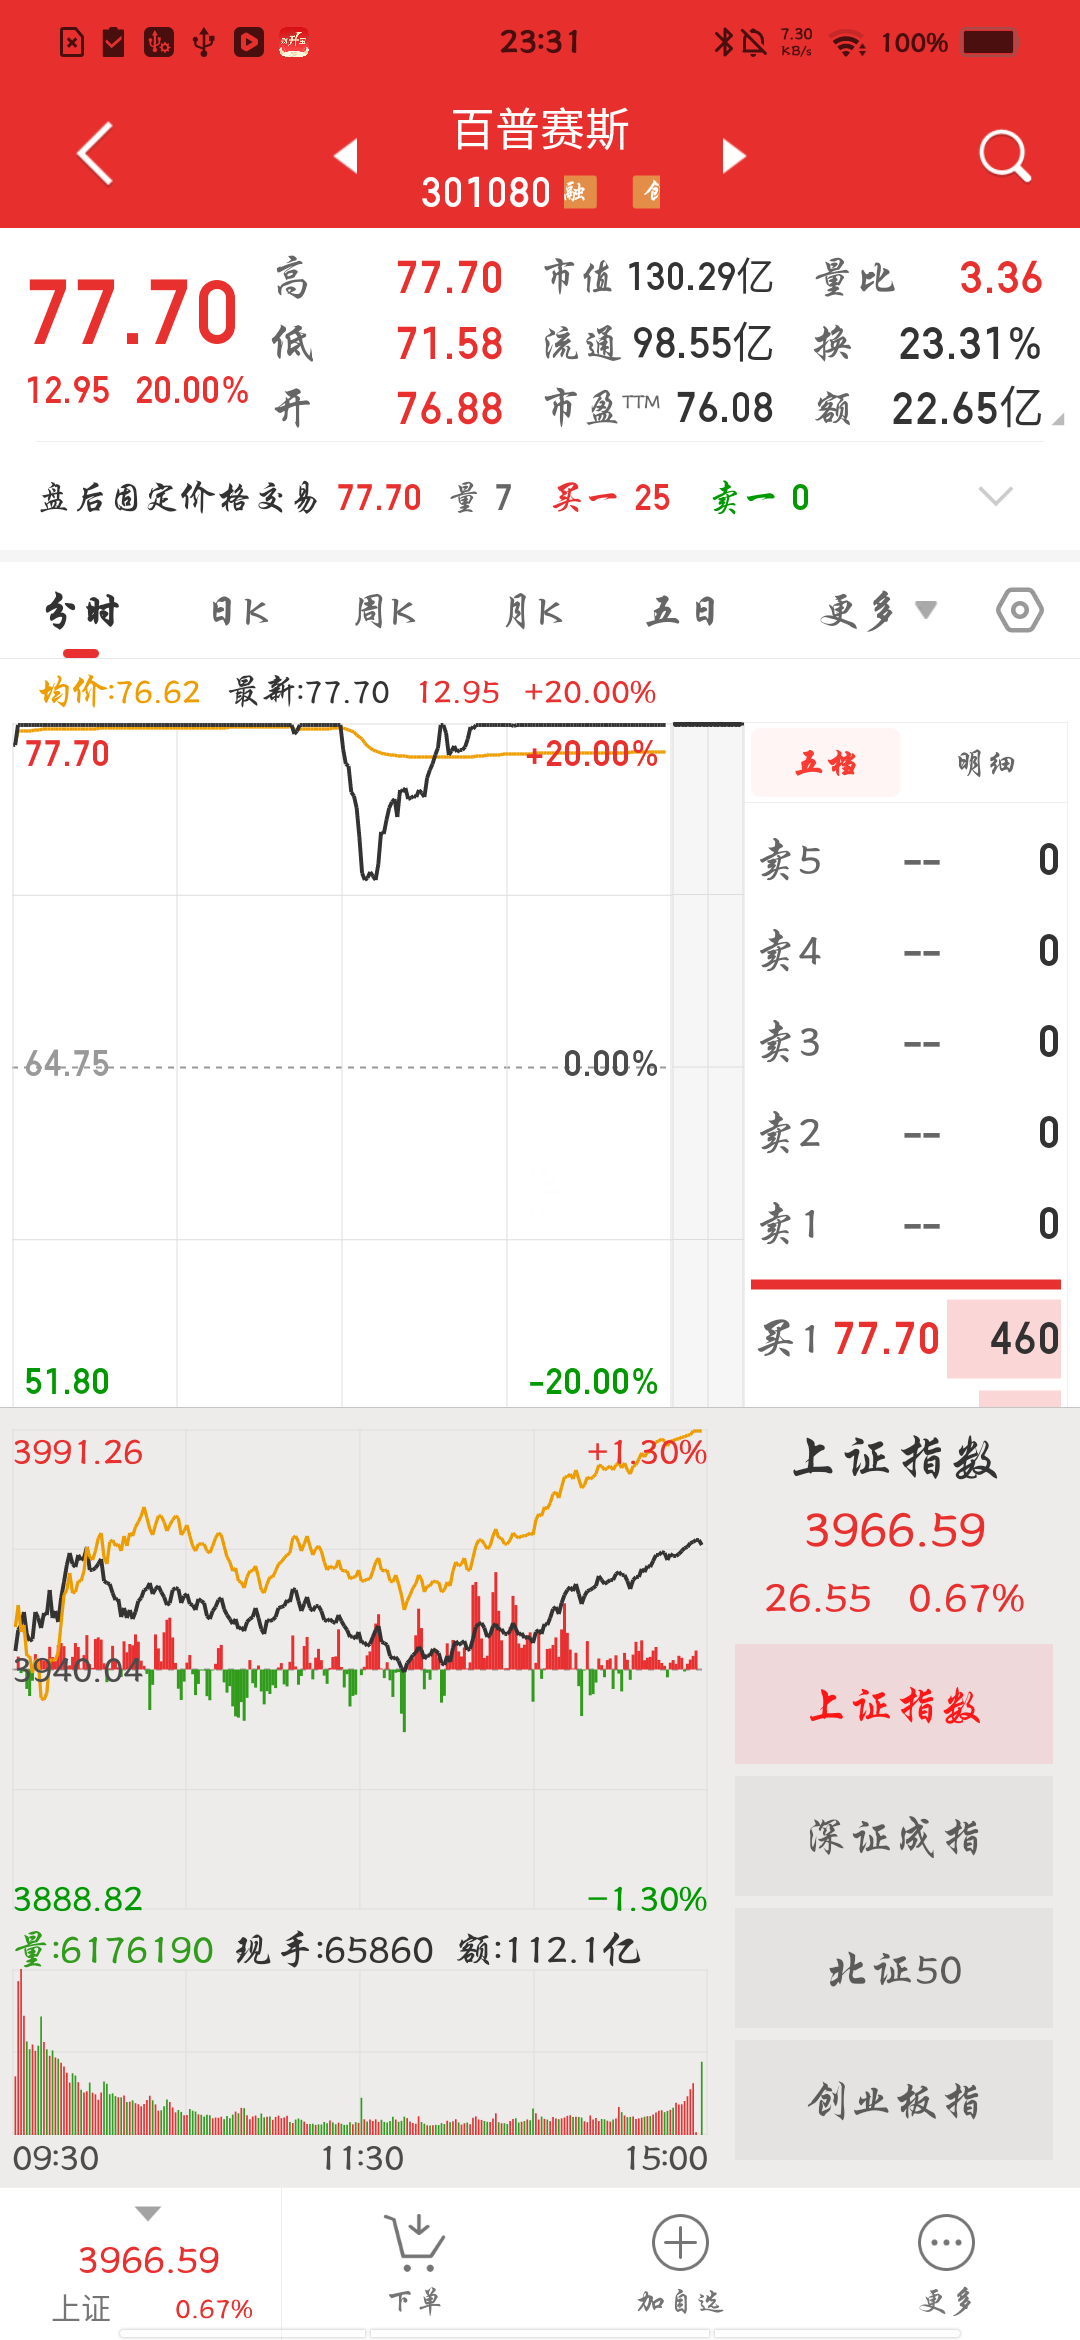 23:31 7.30 KB/s 100%
百普赛斯
301080 融 创
77.70
12.95 20.00%
高 77.70 市值 130.29亿 量比 3.36
低 71.58 流通 98.55亿 换 23.31%
开 76.88 市盈TTM 76.08 额 22.65亿
盘后固定价格交易 77.70 量 7 买一 25 卖一 0
分时 日K 周K 月K 五日 更多
均价:76.62 最新:77.70 12.95 +20.00%
77.70 +20.00%
64.75 0.00%
51.80 -20.00%
五档 明细
卖5 -- 0
卖4 -- 0
卖3 -- 0
卖2 -- 0
卖1 -- 0
买1 77.70 460
3991.26 +1.30%
3940.04
3888.82 -1.30%
量:6176190 现手:65860 额:112.1亿
09:30 11:30 15:00
上证指数
3966.59
26.55 0.67%
上证指数
深证成指
北证50
创业板指
3966.59
上证 0.67%
下单 加自选 更多